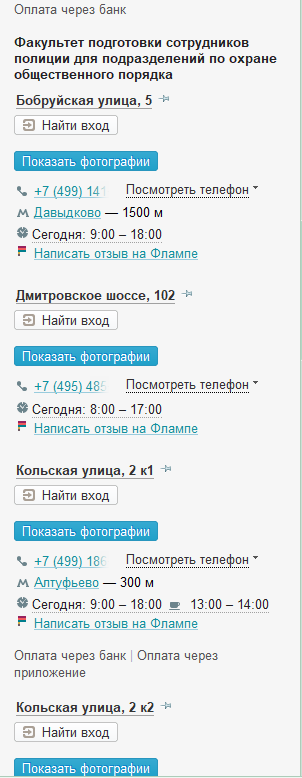 Оплата через банк
Факультет подготовки сотрудников
полиции для подразделений по охране
общественного порядка
Бобруйская улица, 5
Найти вход
Показать фотографии
+7 (499) 141 Посмотреть телефон
Давыдково — 1500 м
Сегодня: 9:00 – 18:00
Написать отзыв на Флампе
Дмитровское шоссе, 102
Найти вход
Показать фотографии
+7 (495) 485 Посмотреть телефон
Сегодня: 8:00 – 17:00
Написать отзыв на Флампе
Кольская улица, 2 к1
Найти вход
Показать фотографии
+7 (499) 186 Посмотреть телефон
Алтуфьево — 300 м
Сегодня: 9:00 – 18:00 13:00 – 14:00
Написать отзыв на Флампе
Оплата через банк | Оплата через
приложение
Кольская улица, 2 к2
Найти вход
Показать фотографии